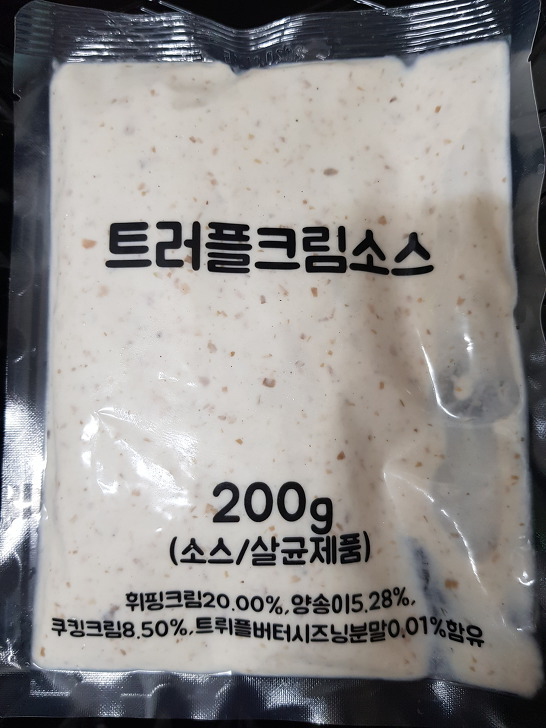 트러플크림소스
200g
(소스/살균제품)
휘핑크림20.00%,양송이5.28%,
쿠킹크림8.50%,트뤼플버터시즈닝분말0.01%함유